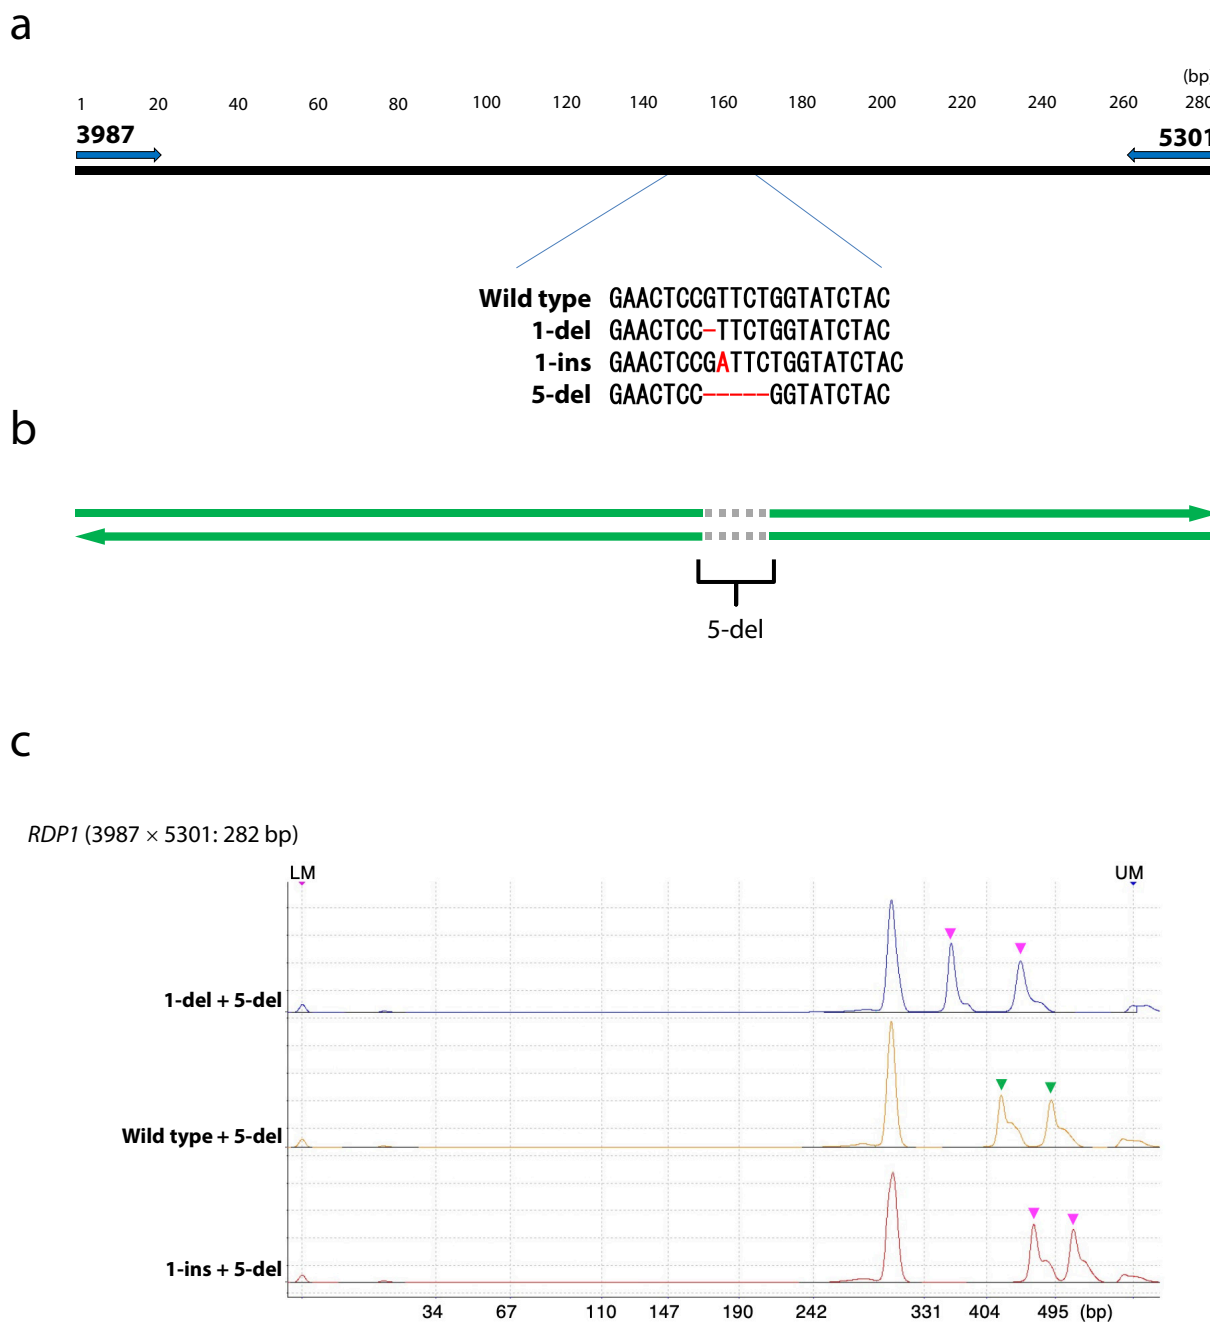 a
(bp
1 20 40 60 80 100 120 140 160 180 200 220 240 260 280
3987 5301
Wild type GAACTCCGTTCTGGTATCTAC
1-del GAACTCC-TTCTGGTATCTAC
1-ins GAACTCCGATTCTGGTATCTAC
5-del GAACTCC-----GGTATCTAC
b
5-del
c
RDP1 (3987 × 5301: 282 bp)
LM UM
1-del + 5-del
Wild type + 5-del
1-ins + 5-del
34 67 110 147 190 242 331 404 495 (bp)